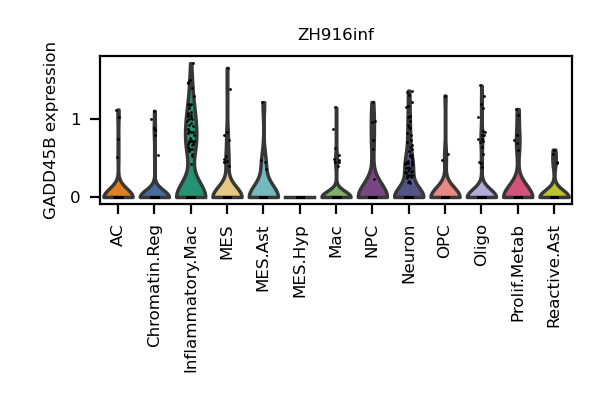 ZH916inf
GADD45B expression
1
0
AC
Chromatin.Reg
Inflammatory.Mac
MES
MES.Ast
MES.Hyp
Mac
NPC
Neuron
OPC
Oligo
Prolif.Metab
Reactive.Ast